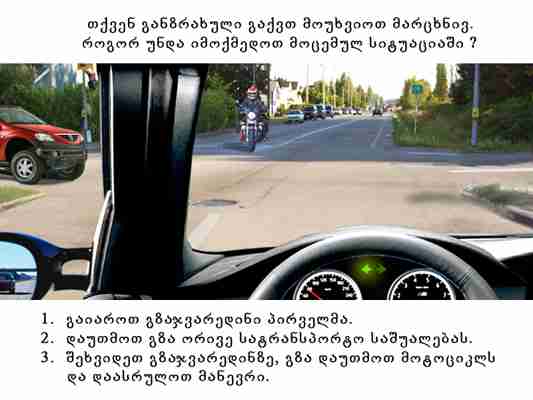 თქვენ განზრახული გაქვთ მოუხვიოთ მარცხნივ.
როგორ უნდა იმოქმედოთ მოცემულ სიტუაციაში ?
1. გაიაროთ გზაჯვარედინი პირველმა.
2. დაუთმოთ გზა ორივე სატრანსპორტო საშუალებას.
3. შეხვიდეთ გზაჯვარედინზე, გზა დაუთმოთ მოტოციკლს
და დაასრულოთ მანევრი.